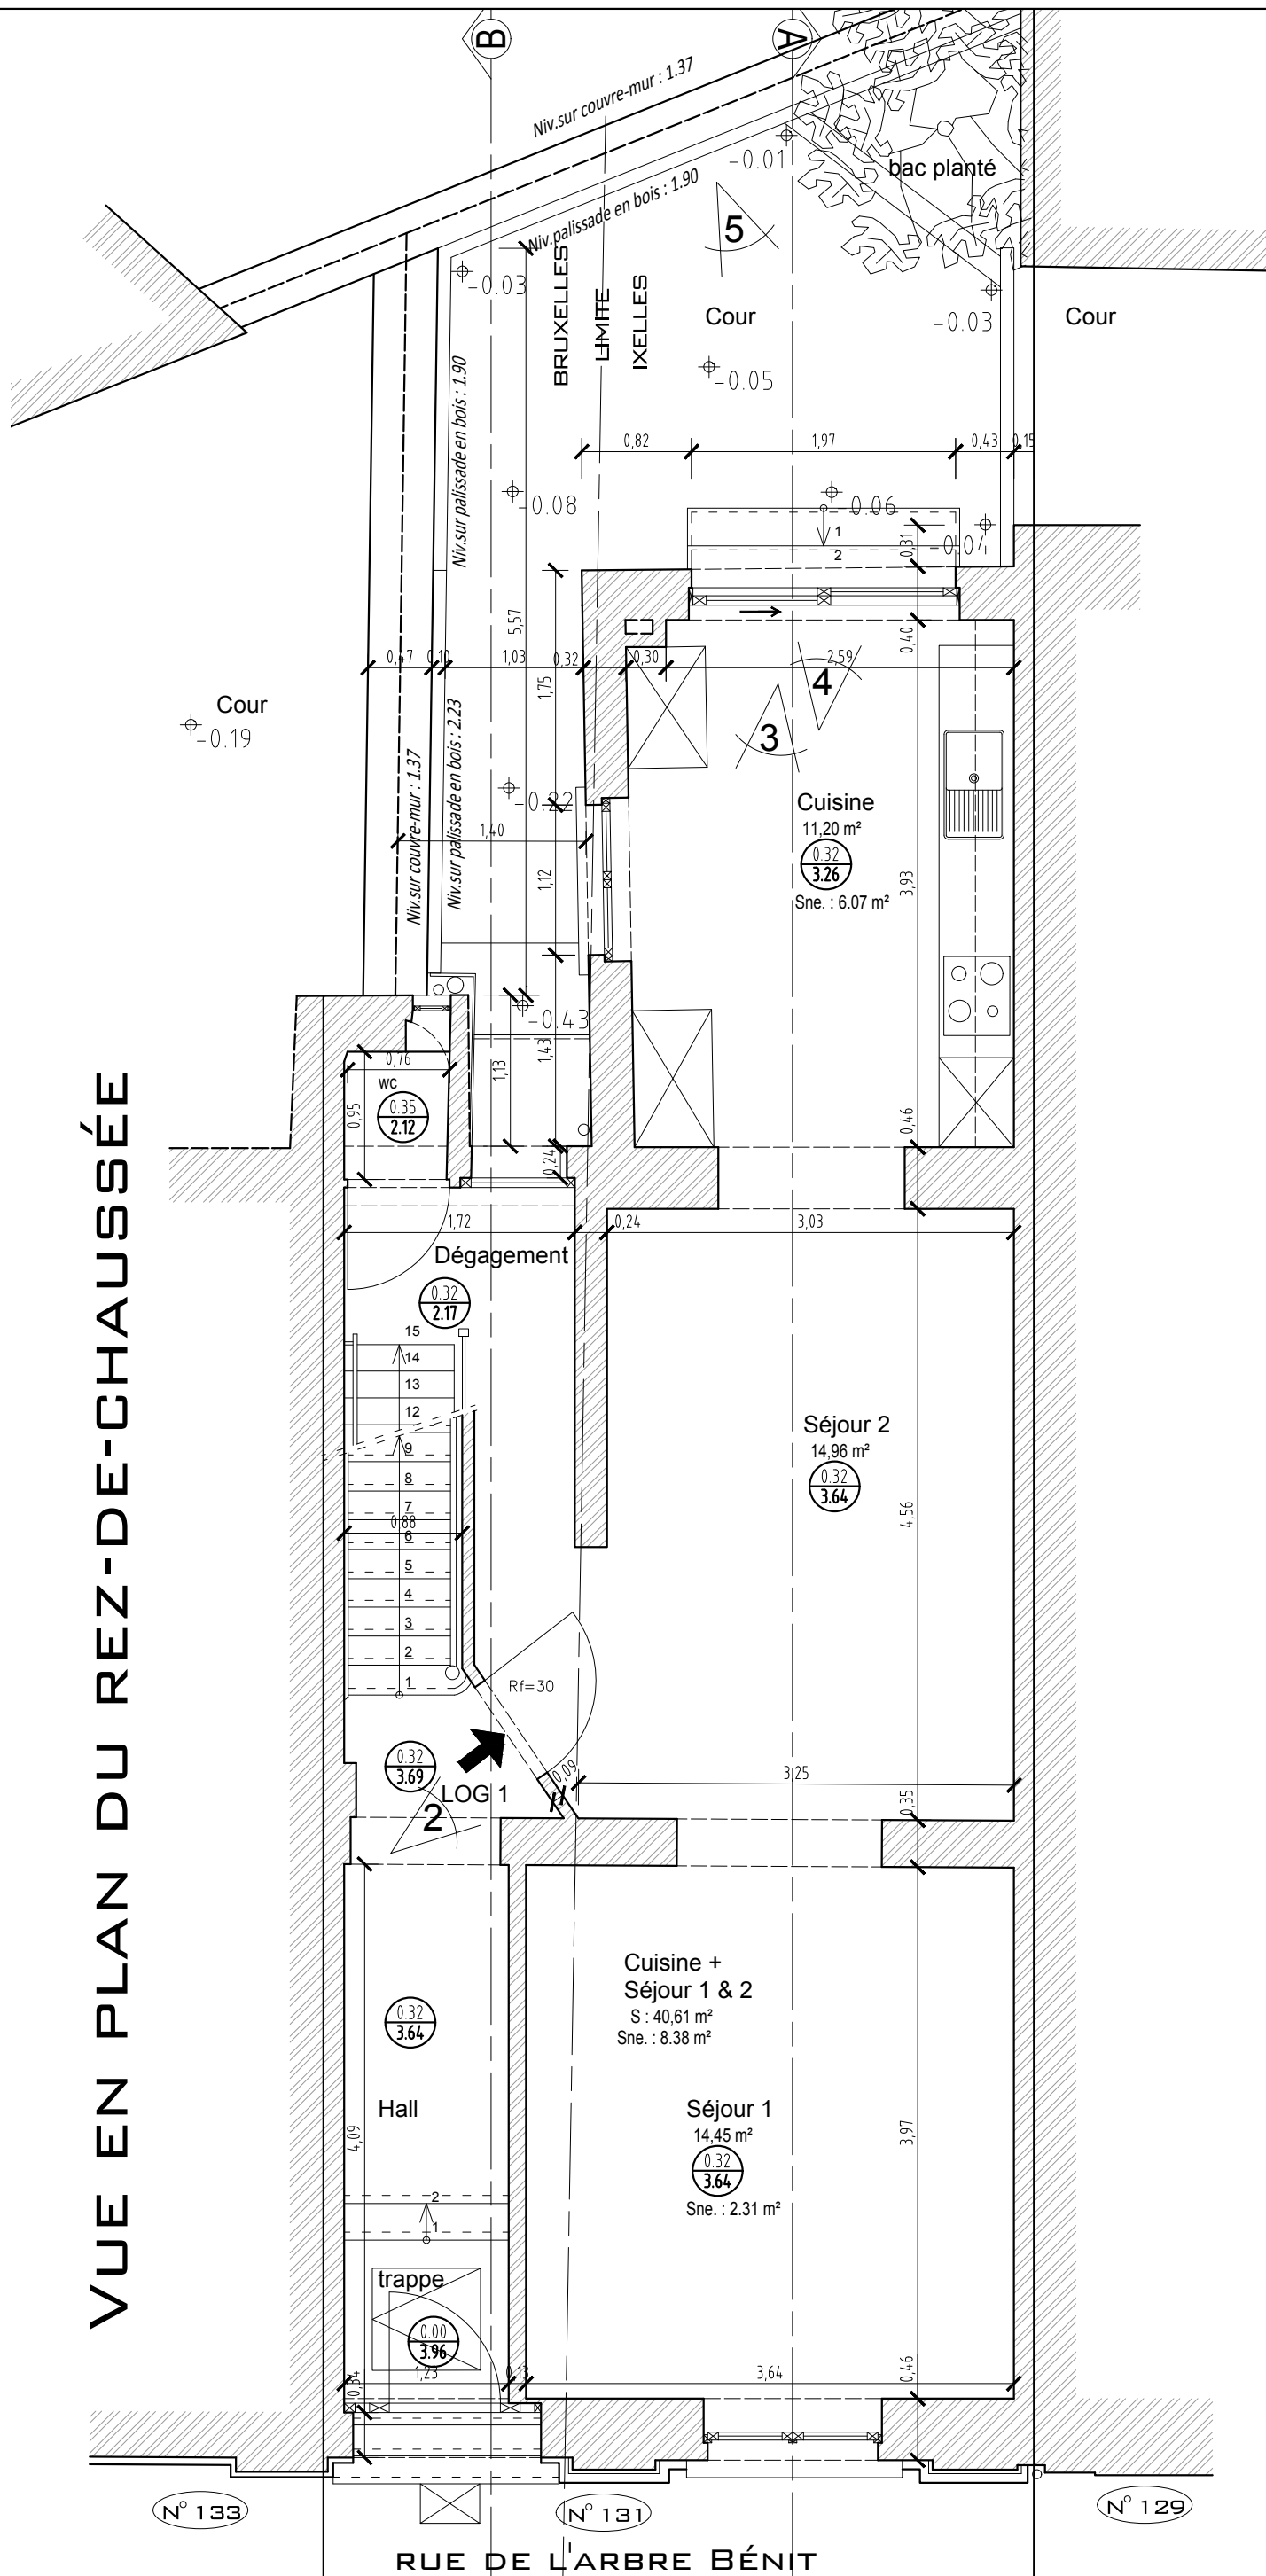 B
A
Niv.sur couvre-mur : 1.37
-0.01
bac planté
Niv.palissade en bois : 1.90
5
-0.03
BRUXELLES
LIMITE
IXELLES
Cour
-0.03
Cour
-0.05
Niv.sur palissade en bois : 1.90
0,82
1,97
0,43
0,15
-0.08
-0.06
1
2
0,31
-0.04
5,57
0,40
0,47
0,10
1,03
0,32
0,30
2,59
1,75
4
3
Cour
-0.19
Niv.sur couvre-mur : 1.37
Niv.sur palissade en bois : 2.23
-0.22
1,40
1,12
Cuisine
11,20 m²
0.32
3.26
Sne. : 6.07 m²
3,93
-0.43
1,43
1,13
0,76
wc
0.35
2.12
0,95
0,46
0,24
1,72
0,24
3,03
Dégagement
0.32
2.17
15
14
13
12
9
8
7
0,88
6
5
4
3
2
1
Séjour 2
14,96 m²
0.32
3.64
4,56
Rf=30
0.32
3.69
LOG 1
2
0,09
3,25
0,35
VUE EN PLAN DU REZ-DE-CHAUSSÉE
Cuisine +
Séjour 1 & 2
S : 40,61 m²
Sne. : 8.38 m²
0.32
3.64
Hall
4,09
Séjour 1
14,45 m²
0.32
3.64
Sne. : 2.31 m²
3,97
2
1
trappe
0.00
3.96
0,34
1,23
0,13
3,64
0,46
N° 133
N° 131
N° 129
RUE DE L'ARBRE BÉNIT